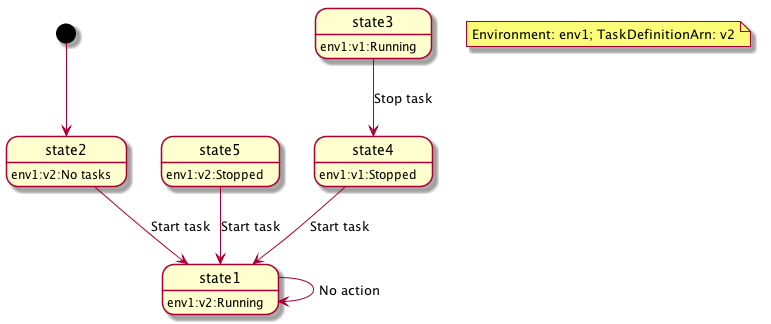 state3
env1:v1:Running
Environment: env1; TaskDefinitionArn: v2
Stop task
state2
env1:v2:No tasks
state5
env1:v2:Stopped
state4
env1:v1:Stopped
Start task
Start task
Start task
state1
env1:v2:Running
No action